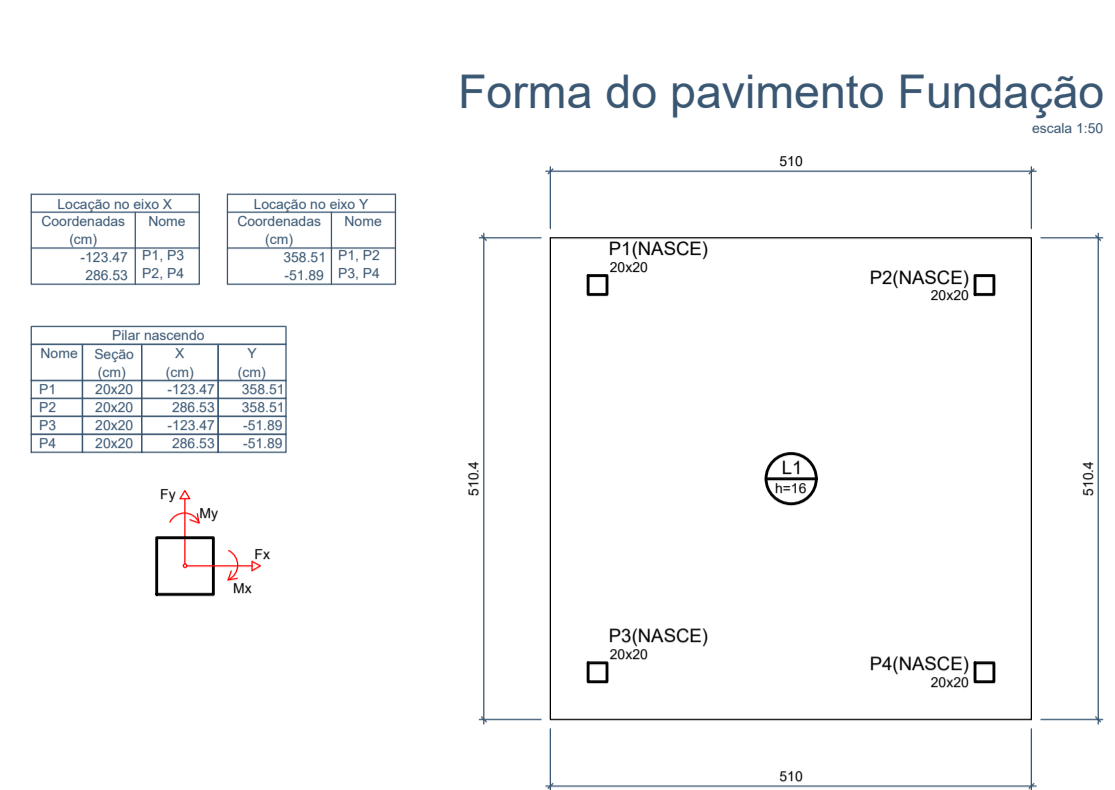 Forma do pavimento Fundação
escala 1:50
Locação no eixo X
Coordenadas Nome
(cm)
-123.47 P1, P3
286.53 P2, P4
Locação no eixo Y
Coordenadas Nome
(cm)
358.51 P1, P2
-51.89 P3, P4
Pilar nascendo
Nome Seção X Y
(cm) (cm) (cm)
P1 20x20 -123.47 358.51
P2 20x20 286.53 358.51
P3 20x20 -123.47 -51.89
P4 20x20 286.53 -51.89
Fy
My
Fx
Mx
510
P1(NASCE)
20x20
P2(NASCE)
20x20
510.4
L1
h=16
510.4
P3(NASCE)
20x20
P4(NASCE)
20x20
510